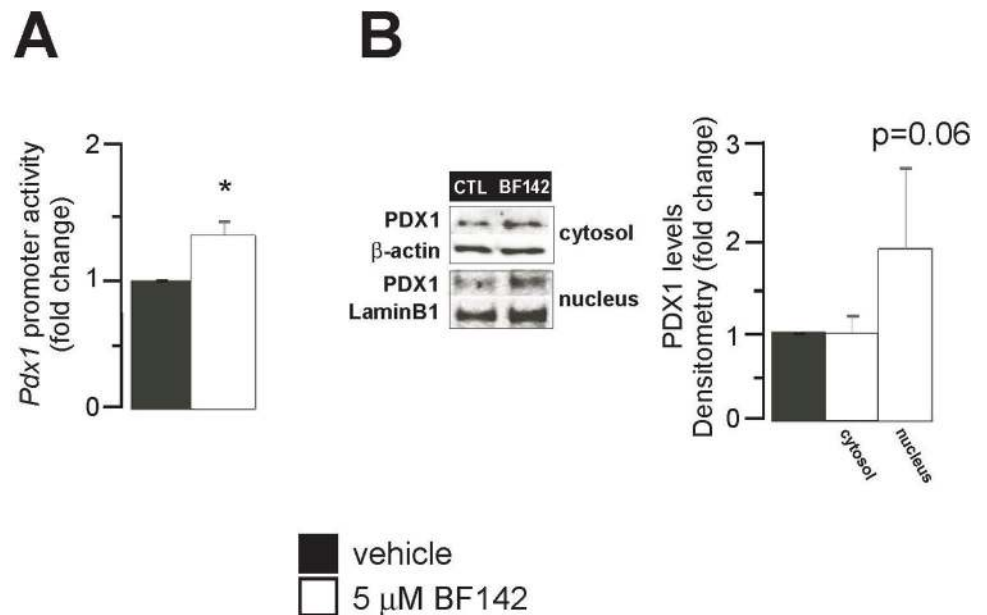 A
Pdx1 promoter activity
(fold change)
2
1
0
*
B
CTL BF142
PDX1
β-actin
cytosol
PDX1
LaminB1
nucleus
PDX1 levels
Densitometry (fold change)
3
2
1
0
p=0.06
cytosol
nucleus
vehicle
5 µM BF142